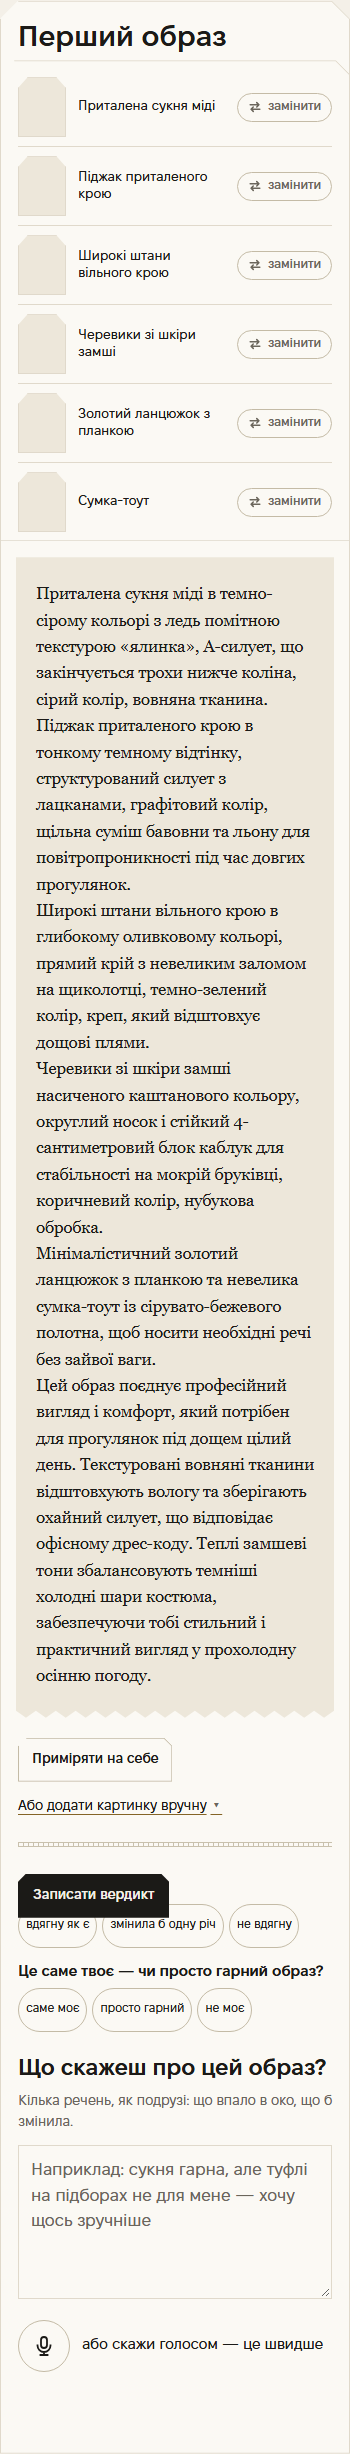 Перший образ
Приталена сукня міді
замінити
Піджак приталеного
крою
замінити
Широкі штани
вільного крою
замінити
Черевики зі шкіри
замші
замінити
Золотий ланцюжок з
планкою
замінити
Сумка-тоут
замінити
Приталена сукня міді в темно-
сірому кольорі з ледь помітною
текстурою «ялинка», А-силует, що
закінчується трохи нижче коліна,
сірий колір, вовняна тканина.
Піджак приталеного крою в
тонкому темному відтінку,
структурований силует з
лацканами, графітовий колір,
щільна суміш бавовни та льону для
повітропроникності під час довгих
прогулянок.
Широкі штани вільного крою в
глибокому оливковому кольорі,
прямий крій з невеликим заломом
на щиколотці, темно-зелений
колір, креп, який відштовхує
дощові плями.
Черевики зі шкіри замші
насиченого каштанового кольору,
округлий носок і стійкий 4-
сантиметровий блок каблук для
стабільності на мокрій бруківці,
коричневий колір, нубукова
обробка.
Мінімалістичний золотий
ланцюжок з планкою та невелика
сумка-тоут із сірувато-бежевого
полотна, щоб носити необхідні речі
без зайвої ваги.
Цей образ поєднує професійний
вигляд і комфорт, який потрібен
для прогулянок під дощем цілий
день. Текстуровані вовняні тканини
відштовхують вологу та зберігають
охайний силует, що відповідає
офісному дрес-коду. Теплі замшеві
тони збалансовують темніші
холодні шари костюма,
забезпечуючи тобі стильний і
практичний вигляд у прохолодну
осінню погоду.
Приміряти на себе
Або додати картинку вручну
Записати вердикт
вдягну як є
змінила б одну річ
не вдягну
Це саме твоє — чи просто гарний образ?
саме моє
просто гарний
не моє
Що скажеш про цей образ?
Кілька речень, як подрузі: що впало в око, що б
змінила.
Наприклад: сукня гарна, але туфлі
на підборах не для мене — хочу
щось зручніше
або скажи голосом — це швидше